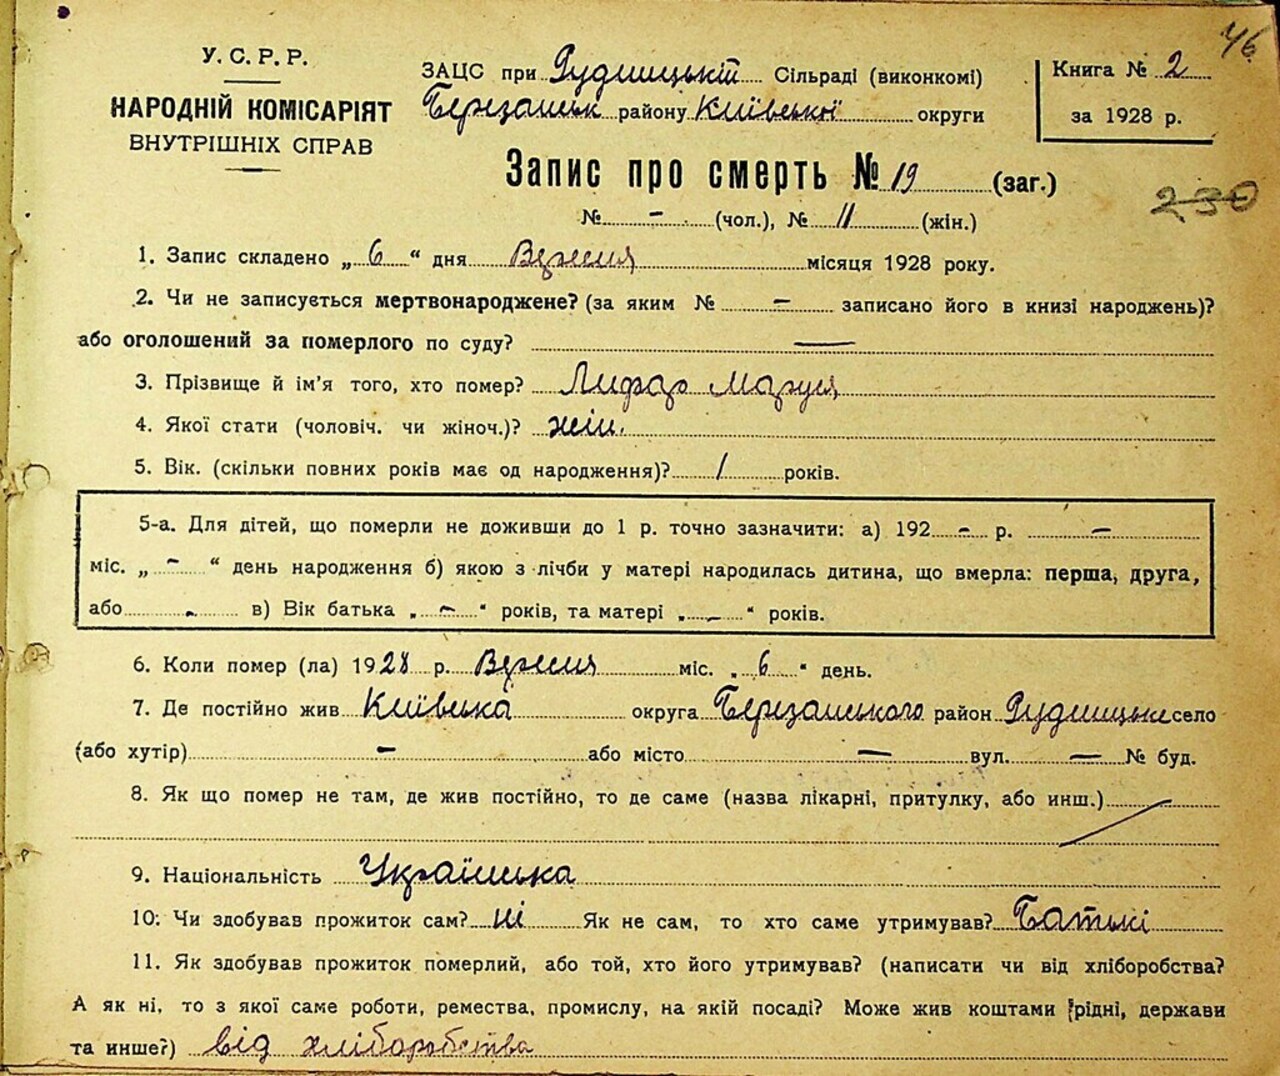 76
У. С. Р. Р.
НАРОДНІЙ КОМІСАРІЯТ
ВНУТРІШНІХ СПРАВ
ЗАЦС при Рудницькій Сільраді (виконкомі)
Березанськ району Київської округи
Книга № 2
за 1928 р.
Запис про смерть № 19 (заг.)
230
№ - (чол.), № 11 (жін.)
1. Запис складено „ 6 “ дня Вересня місяця 1928 року.
2. Чи не записується мертвонароджене? (за яким № — записано його в книзі народжень)?
або оголошений за померлого по суду? —
3. Прізвище й ім'я того, хто помер? Лифар Маруся
4. Якої стати (чоловіч. чи жіноч.)? жін.
5. Вік. (скільки повних років має од народження)? 1 років.
5-а. Для дітей, що померли не доживши до 1 р. точно зазначити: а) 192 - р. —
міс. „ - “ день народження б) якою з лічби у матері народилась дитина, що вмерла: перша, друга,
або - в) Вік батька „ - “ років, та матері „ - “ років.
6. Коли помер (ла) 1928 р. Вересня міс. „ 6 “ день.
7. Де постійно жив Київська округа Березанського район Рудницьке село
(або хутір) - або місто — вул. — № буд.
8. Як що помер не там, де жив постійно, то де саме (назва лікарні, притулку, або инш.)
9. Національність Українська
10. Чи здобував прожиток сам? ні Як не сам, то хто саме утримував? Батькі
11. Як здобував прожиток померлий, або той, хто його утримував? (написати чи від хліборобства?
А як ні, то з якої саме роботи, ремества, промислу, на якій посаді? Може жив коштами рідні, держави
та инше?) від хліборобства